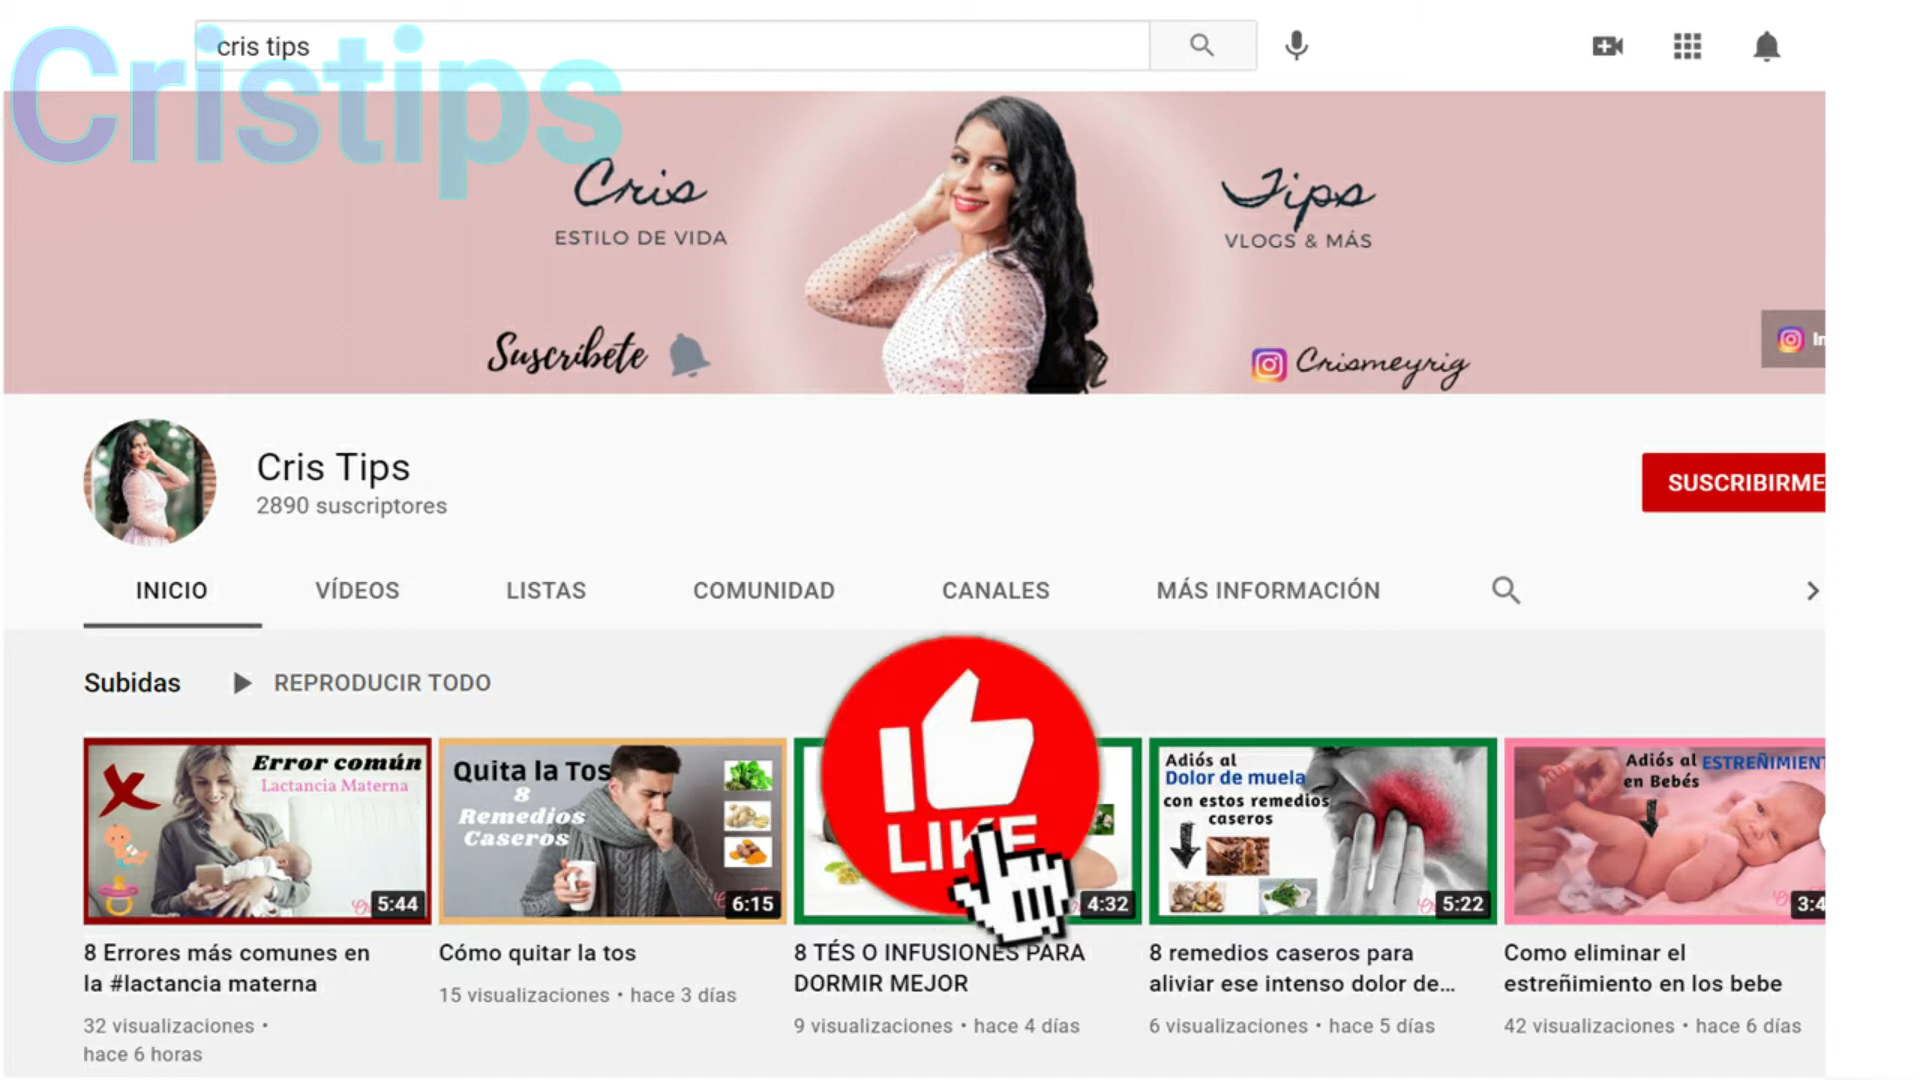 Cristips
cris tips
Cris
ESTILO DE VIDA
Tips
VLOGS & MÁS
Suscríbete
Crismeyrig
Cris Tips
2890 suscriptores
SUSCRIBIRME
INICIO
VÍDEOS
LISTAS
COMUNIDAD
CANALES
MÁS INFORMACIÓN
Subidas
REPRODUCIR TODO
Error común
Lactancia Materna
5:44
8 Errores más comunes en
la #lactancia materna
32 visualizaciones •
hace 6 horas
Quita la Tos
8
Remedios
Caseros
6:15
Cómo quitar la tos
15 visualizaciones • hace 3 días
LIKE
4:32
8 TÉS O INFUSIONES PARA
DORMIR MEJOR
9 visualizaciones • hace 4 días
Adiós al
Dolor de muela
con estos remedios
caseros
5:22
8 remedios caseros para
aliviar ese intenso dolor de...
6 visualizaciones • hace 5 días
Adiós al ESTREÑIMIENT
en Bebés
3:4
Como eliminar el
estreñimiento en los bebe
42 visualizaciones • hace 6 días